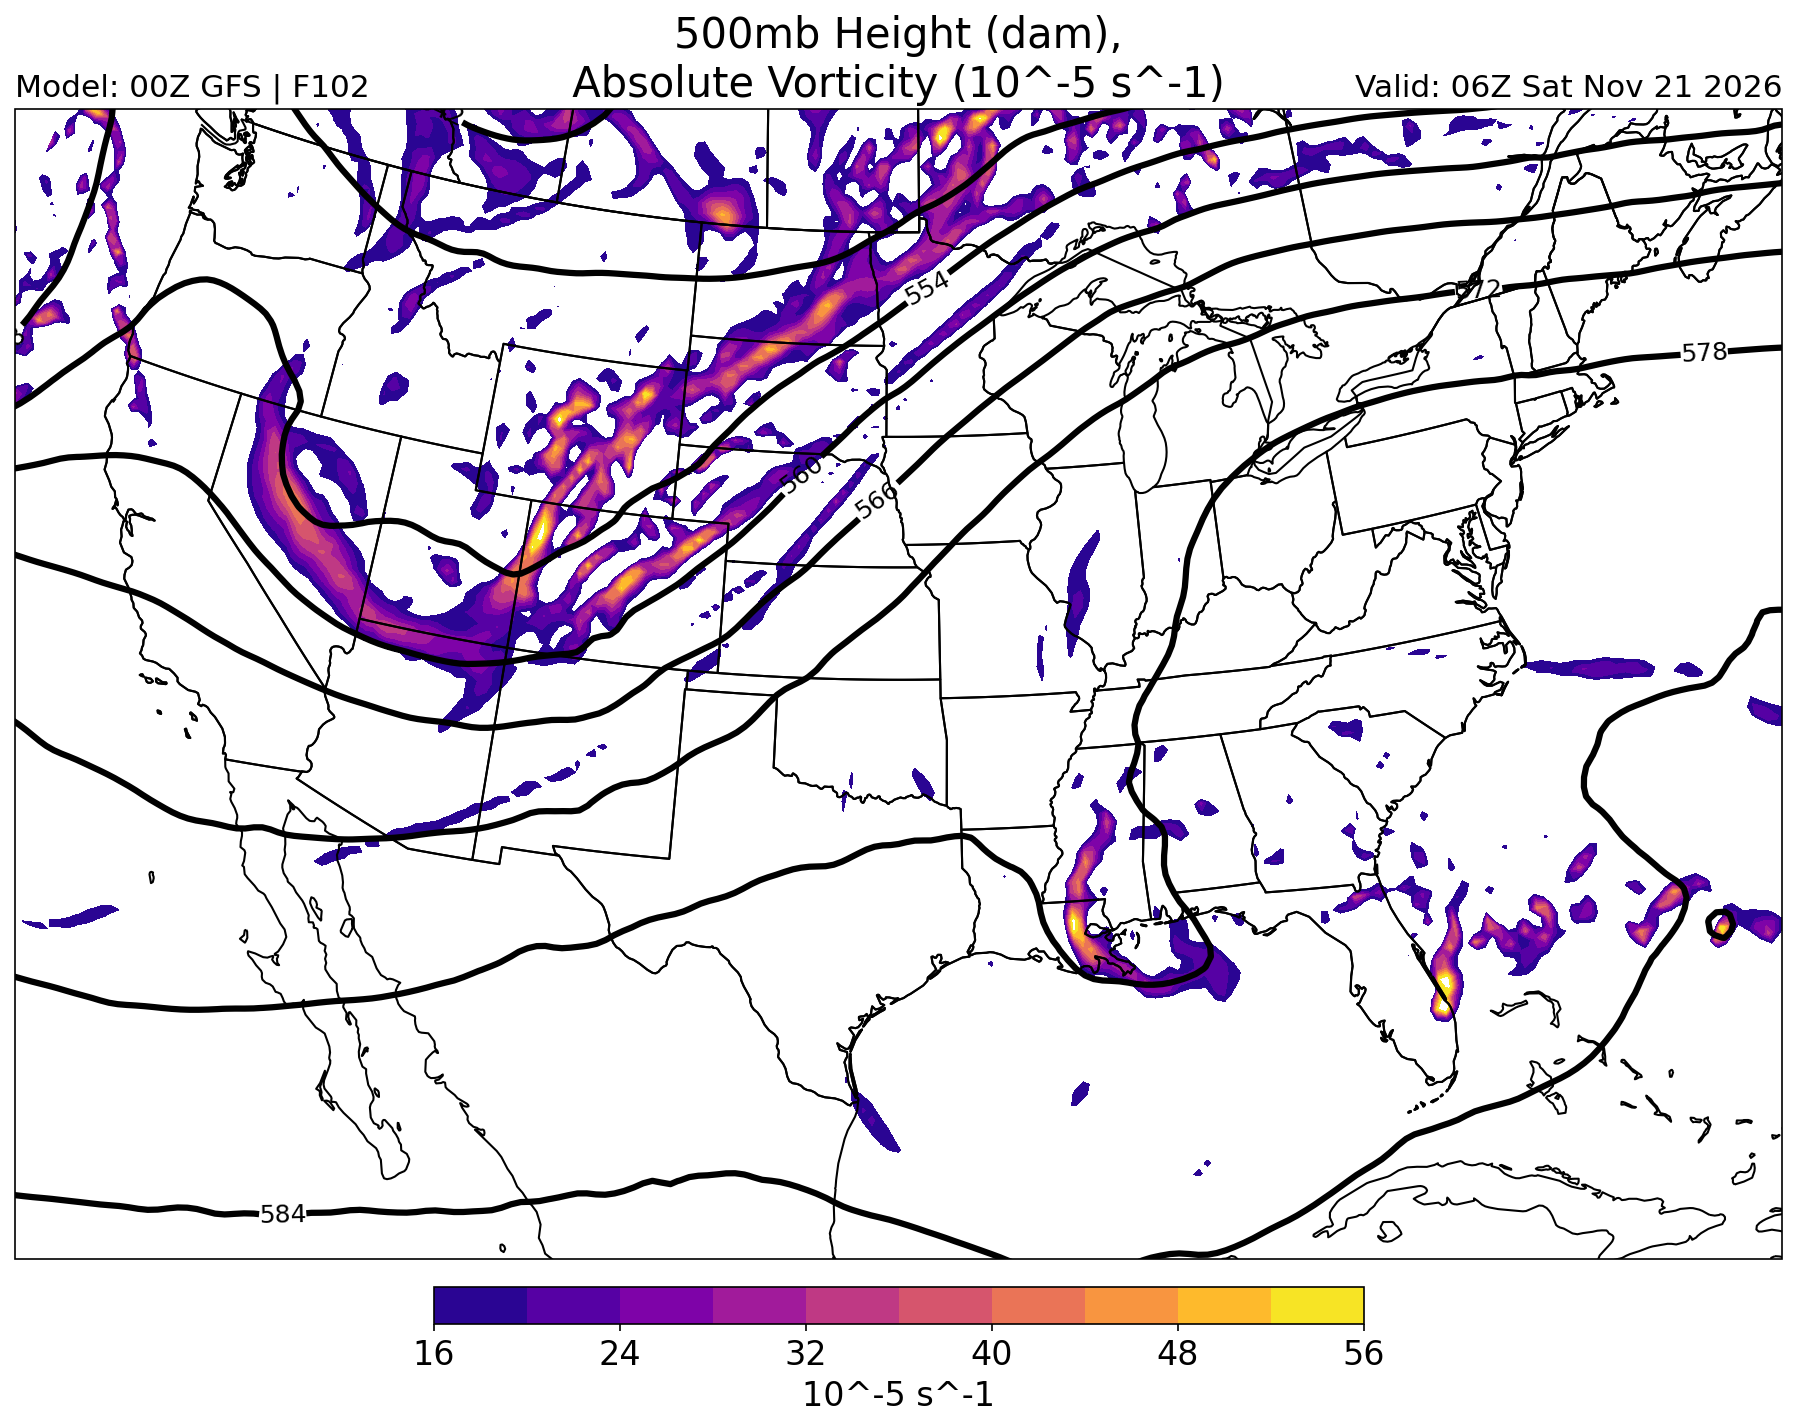 500mb Height (dam),
Model: 00Z GFS | F102
Absolute Vorticity (10^-5 s^-1)
Valid: 06Z Sat Nov 21 2026
554
572
578
560
566
584
16 24 32 40 48 56
10^-5 s^-1